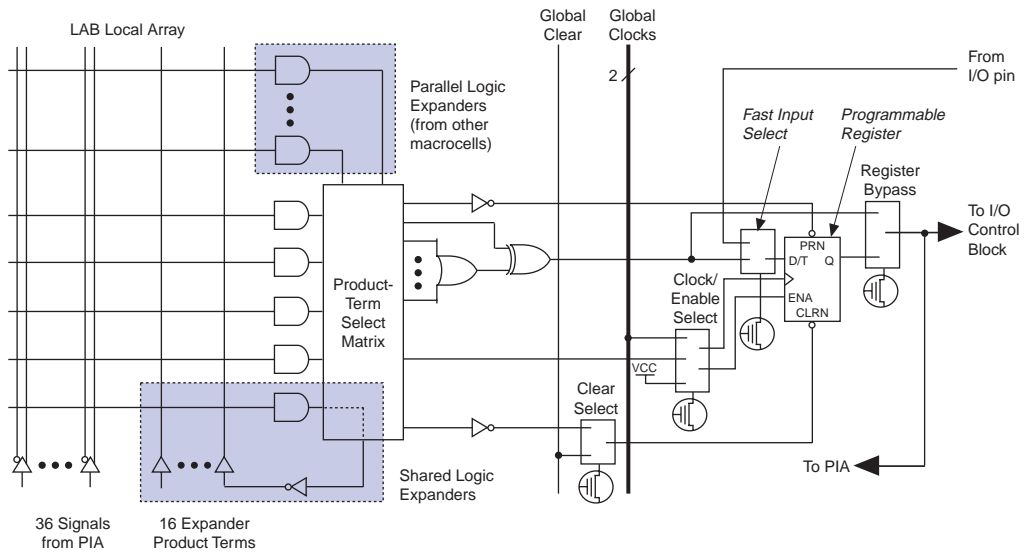 LAB Local Array
Global
Clear
Global
Clocks
2
From
I/O pin
Parallel Logic
Expanders
(from other
macrocells)
Fast Input
Select
Programmable
Register
Register
Bypass
To I/O
Control
Block
PRN
D/T
Q
ENA
CLRN
Product-
Term
Select
Matrix
Clock/
Enable
Select
VCC
Clear
Select
To PIA
Shared Logic
Expanders
36 Signals
from PIA
16 Expander
Product Terms